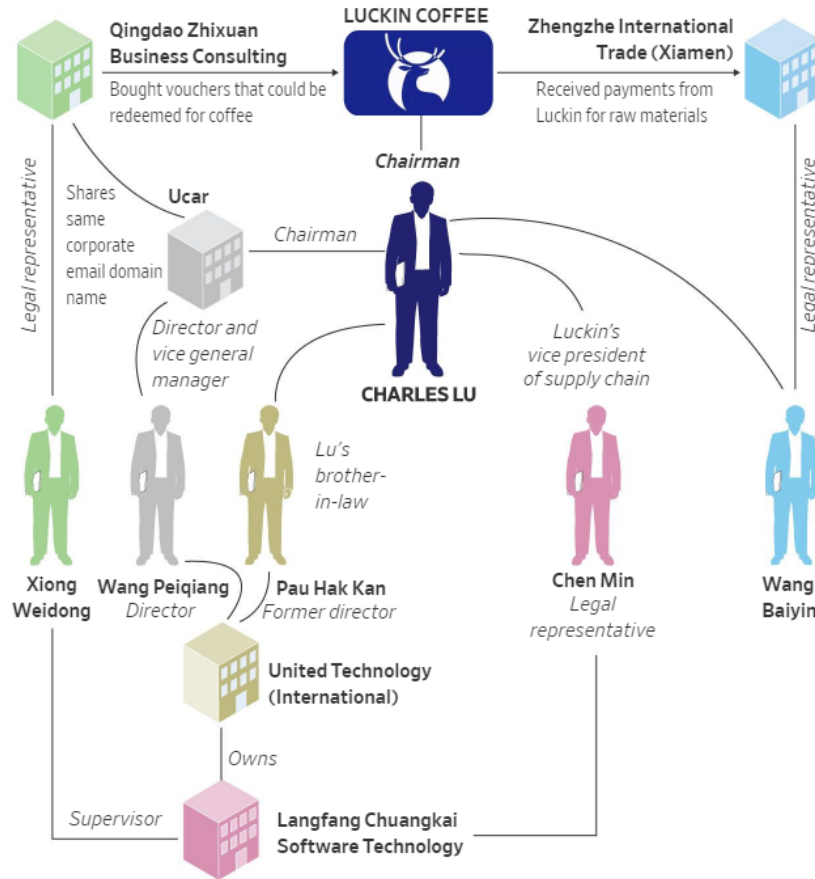 LUCKIN COFFEE
Qingdao Zhixuan
Business Consulting
Bought vouchers that could be
redeemed for coffee
Zhengzhe International
Trade (Xiamen)
Received payments from
Luckin for raw materials
Chairman
Legal representative
Shares
same
corporate
email domain
name
Ucar
Chairman
Legal representative
Director and
vice general
manager
CHARLES LU
Luckin's
vice president
of supply chain
Lu's
brother-
in-law
Xiong
Weidong
Wang Peiqiang
Director
Pau Hak Kan
Former director
Chen Min
Legal
representative
Wang
Baiyin
United Technology
(International)
Owns
Supervisor
Langfang Chuangkai
Software Technology